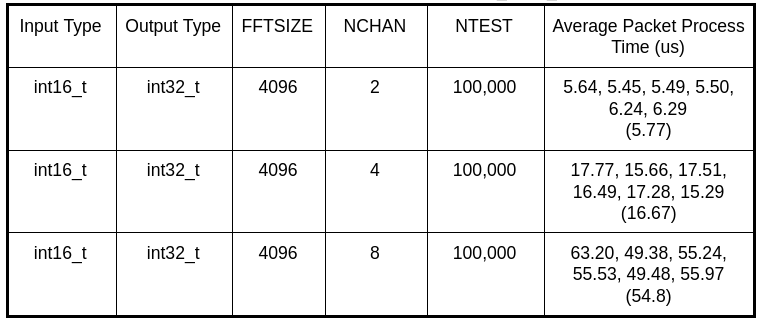 Input Type Output Type FFTSIZE NCHAN NTEST Average Packet Process
Time (us)
int16_t int32_t 4096 2 100,000 5.64, 5.45, 5.49, 5.50,
6.24, 6.29
(5.77)
int16_t int32_t 4096 4 100,000 17.77, 15.66, 17.51,
16.49, 17.28, 15.29
(16.67)
int16_t int32_t 4096 8 100,000 63.20, 49.38, 55.24,
55.53, 49.48, 55.97
(54.8)